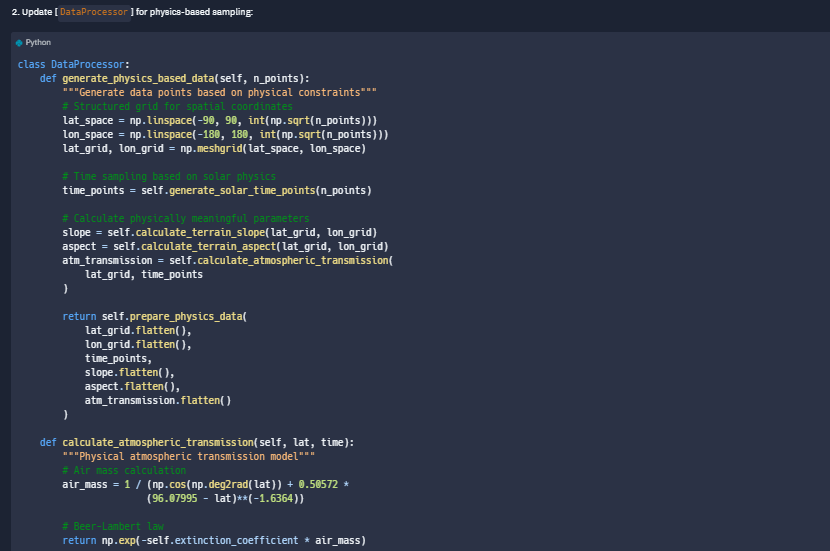 2. Update [DataProcessor] for physics-based sampling:
Python
class DataProcessor:
    def generate_physics_based_data(self, n_points):
        """Generate data points based on physical constraints"""
        # Structured grid for spatial coordinates
        lat_space = np.linspace(-90, 90, int(np.sqrt(n_points)))
        lon_space = np.linspace(-180, 180, int(np.sqrt(n_points)))
        lat_grid, lon_grid = np.meshgrid(lat_space, lon_space)

        # Time sampling based on solar physics
        time_points = self.generate_solar_time_points(n_points)

        # Calculate physically meaningful parameters
        slope = self.calculate_terrain_slope(lat_grid, lon_grid)
        aspect = self.calculate_terrain_aspect(lat_grid, lon_grid)
        atm_transmission = self.calculate_atmospheric_transmission(
            lat_grid, time_points
        )

        return self.prepare_physics_data(
            lat_grid.flatten(),
            lon_grid.flatten(),
            time_points,
            slope.flatten(),
            aspect.flatten(),
            atm_transmission.flatten()
        )

    def calculate_atmospheric_transmission(self, lat, time):
        """Physical atmospheric transmission model"""
        # Air mass calculation
        air_mass = 1 / (np.cos(np.deg2rad(lat)) + 0.50572 *
                       (96.07995 - lat)**(-1.6364))

        # Beer-Lambert law
        return np.exp(-self.extinction_coefficient * air_mass)